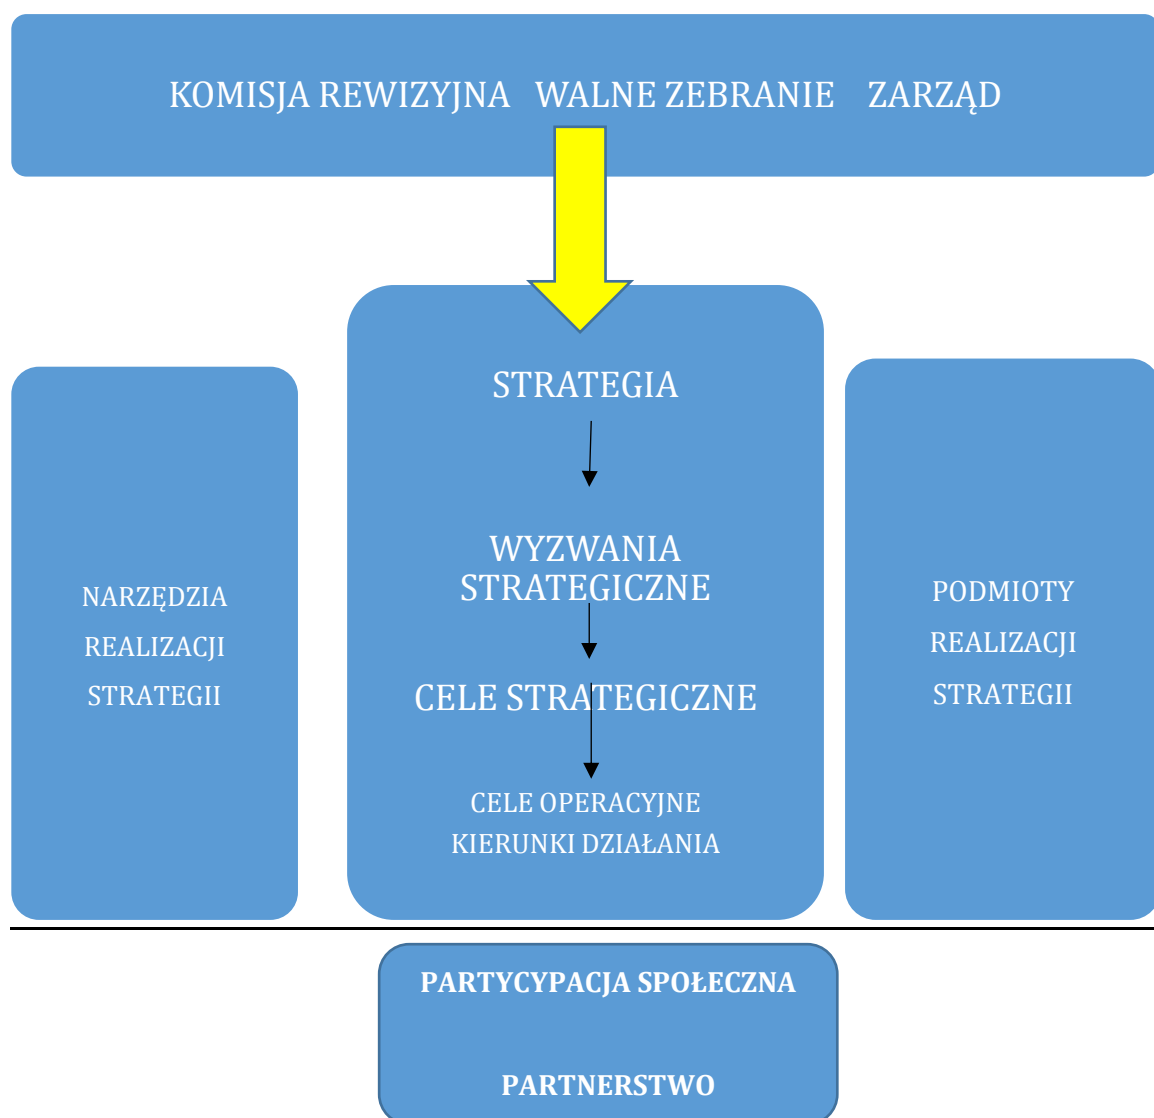 KOMISJA REWIZYJNA WALNE ZEBRANIE ZARZĄD
STRATEGIA
WYZWANIA
STRATEGICZNE
CELE STRATEGICZNE
CELE OPERACYJNE
KIERUNKI DZIAŁANIA
NARZĘDZIA
REALIZACJI
STRATEGII
PODMIOTY
REALIZACJI
STRATEGII
PARTYCYPACJA SPOŁECZNA
PARTNERSTWO